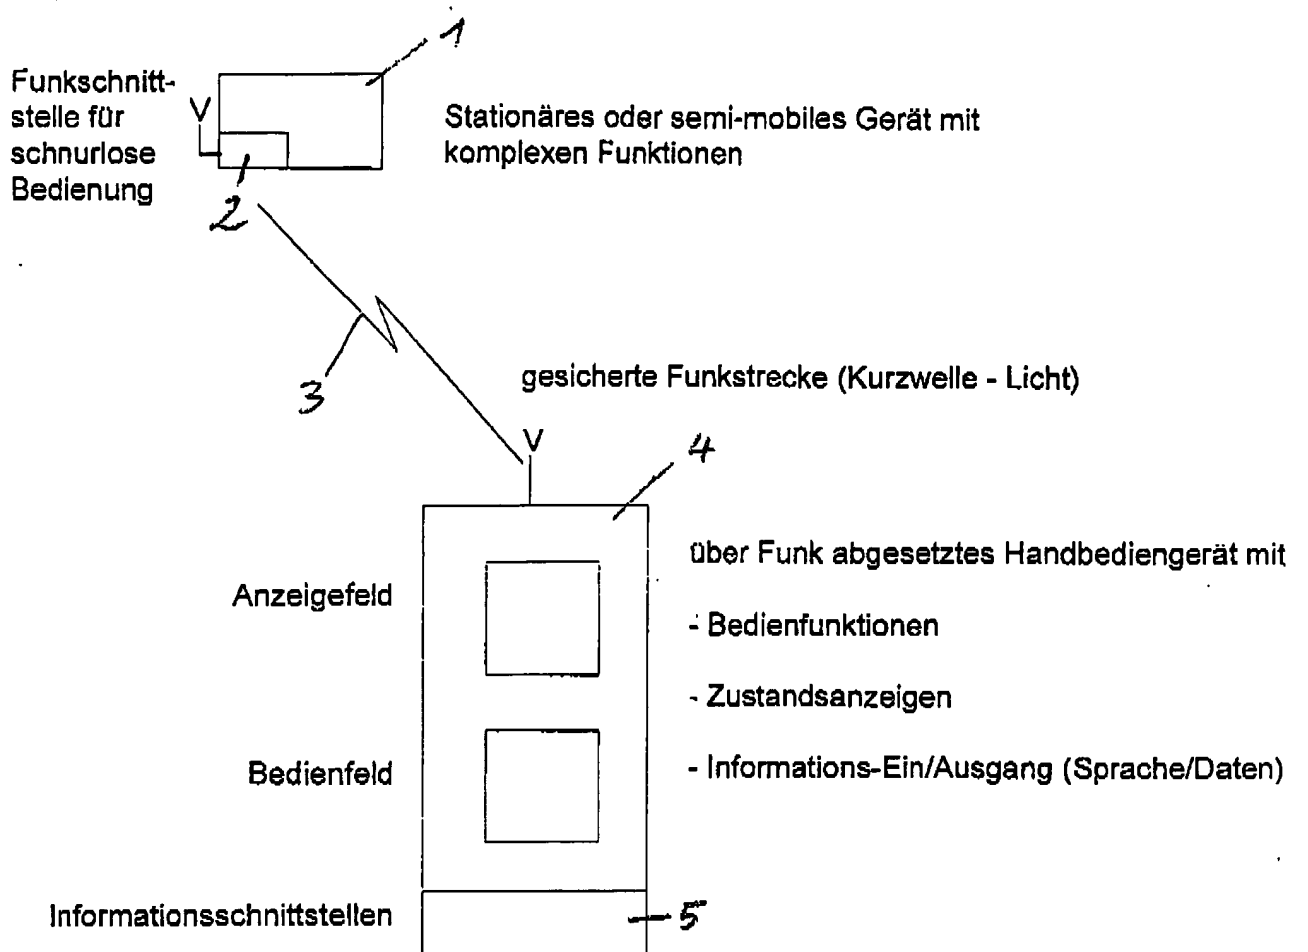 1
Funkschnitt-
stelle für
schnurlose
Bedienung
V
Stationäres oder semi-mobiles Gerät mit
komplexen Funktionen
2
3
gesicherte Funkstrecke (Kurzwelle - Licht)
V
4
über Funk abgesetztes Handbediengerät mit
Anzeigefeld
- Bedienfunktionen
- Zustandsanzeigen
Bedienfeld
- Informations-Ein/Ausgang (Sprache/Daten)
Informationsschnittstellen
5